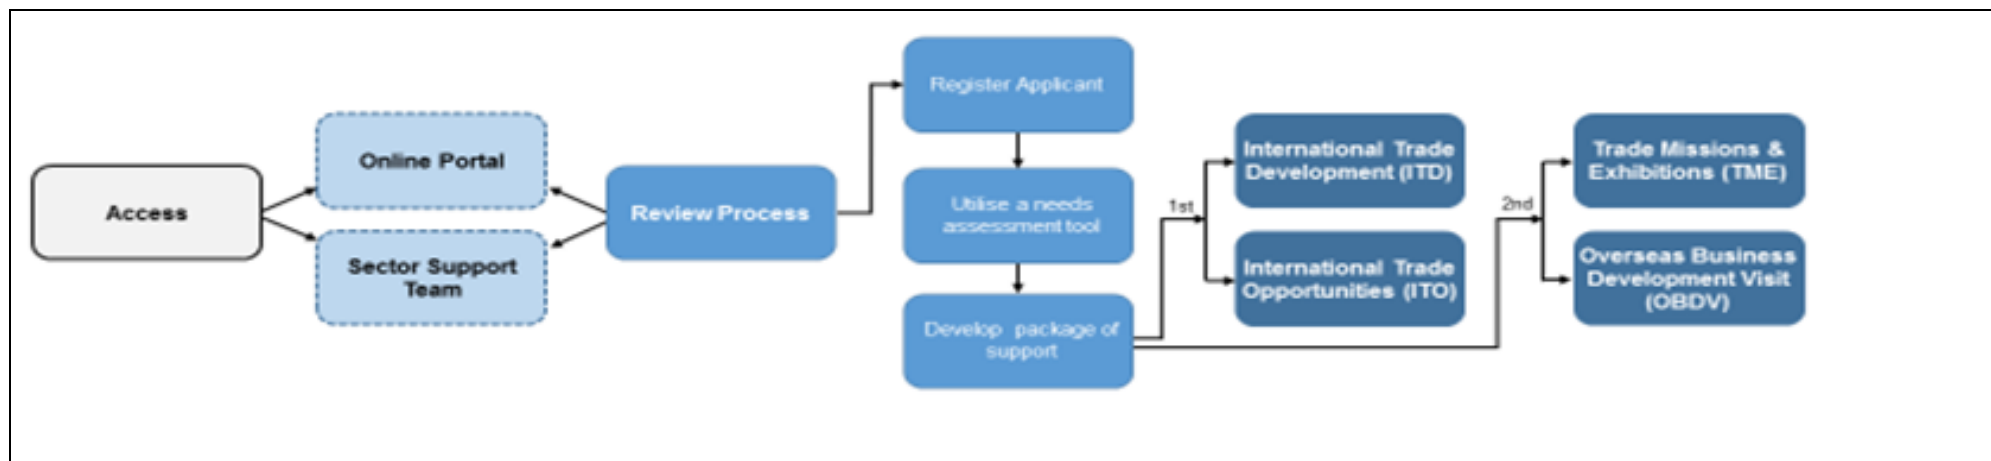 Access
Online Portal
Sector Support
Team
Review Process
Register Applicant
Utilise a needs
assessment tool
Develop package of
support
1st
International Trade
Development (ITD)
International Trade
Opportunities (ITO)
2nd
Trade Missions &
Exhibitions (TME)
Overseas Business
Development Visit
(OBDV)